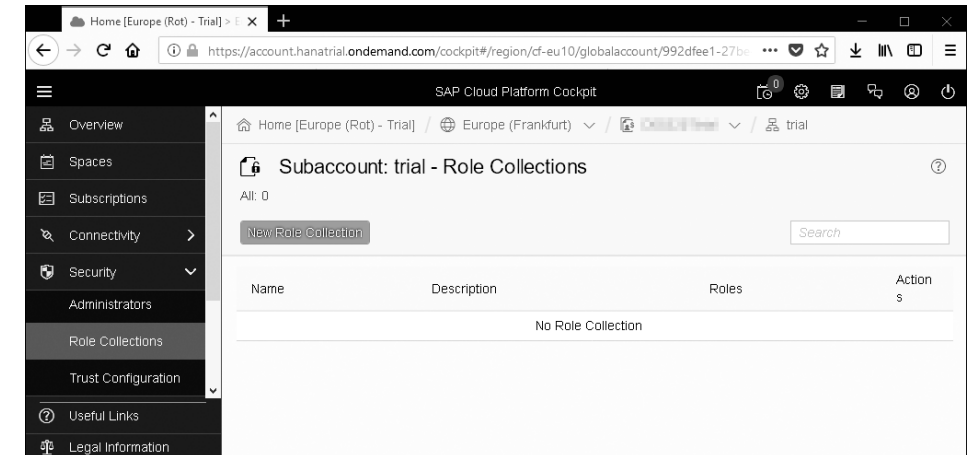 Home [Europe (Rot) - Trial] > E
https://account.hanatrial.ondemand.com/cockpit#/region/cf-eu10/globalaccount/992dfee1-27be
SAP Cloud Platform Cockpit
0
Overview
Spaces
Subscriptions
Connectivity
Security
Administrators
Role Collections
Trust Configuration
Useful Links
Legal Information
Home [Europe (Rot) - Trial] / Europe (Frankfurt) / / trial
Subaccount: trial - Role Collections
All: 0
New Role Collection
Search
Name Description Roles Action
s
No Role Collection